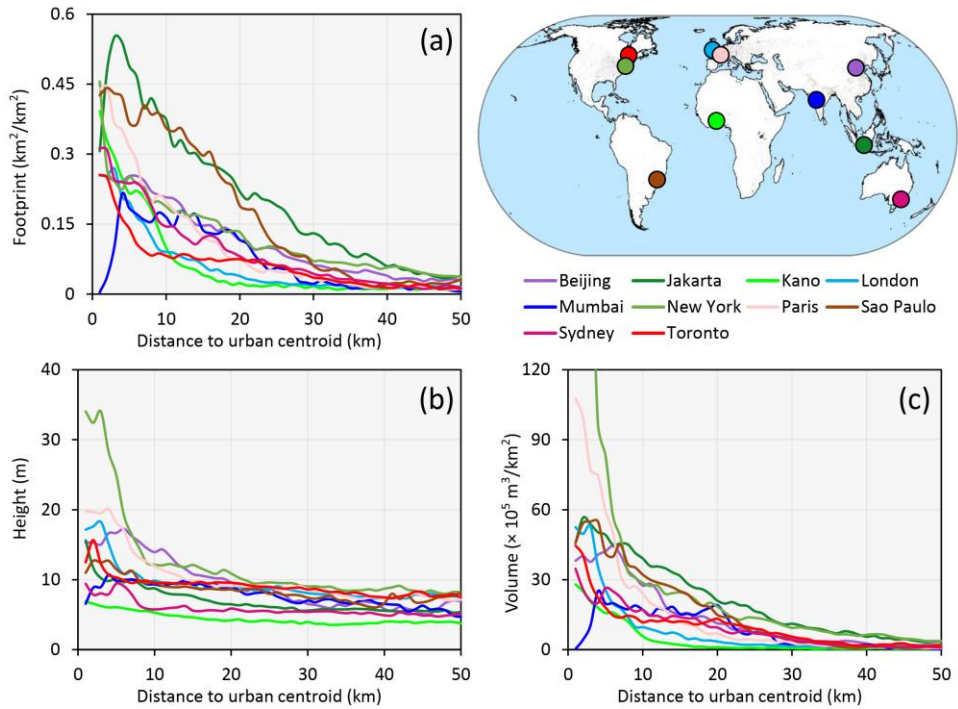 (a)
0.6
0.45
0.3
0.15
0
Footprint (km²/km²)
0 10 20 30 40 50
Distance to urban centroid (km)
Beijing Jakarta Kano London
Mumbai New York Paris Sao Paulo
Sydney Toronto
(b)
40
30
20
10
0
Height (m)
0 10 20 30 40 50
Distance to urban centroid (km)
(c)
120
90
60
30
0
Volume (× 10⁵ m³/km²)
0 10 20 30 40 50
Distance to urban centroid (km)